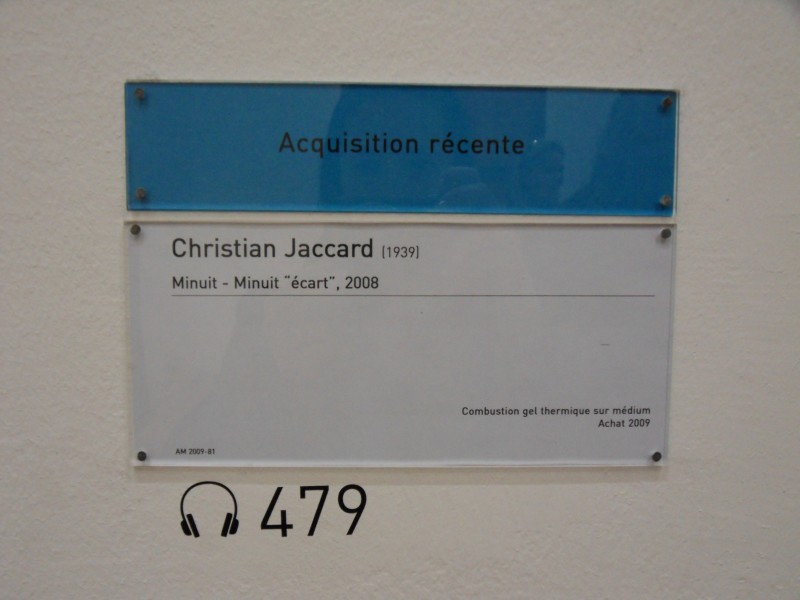 Acquisition récente
Christian Jaccard (1939)
Minuit - Minuit "écart", 2008
Combustion gel thermique sur médium
Achat 2009
AM 2009-81
479